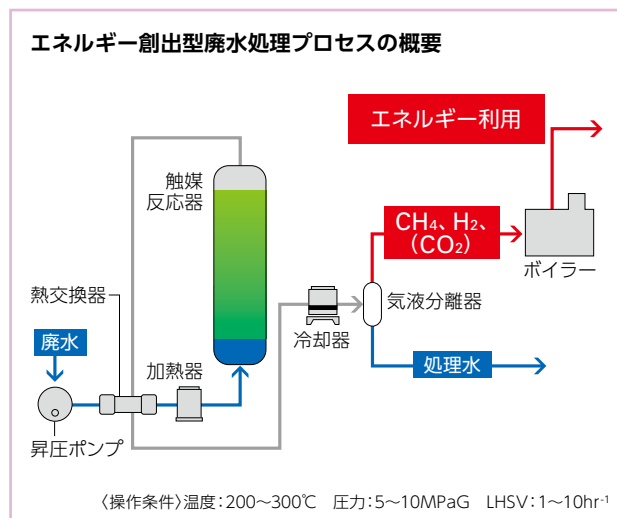 エネルギー創出型廃水処理プロセスの概要
エネルギー利用
触媒
反応器
CH₄、H₂、
（CO₂）
ボイラー
熱交換器
気液分離器
冷却器
廃水
加熱器
処理水
昇圧ポンプ
〈操作条件〉温度：200〜300℃ 圧力：5〜10MPaG LHSV：1〜10hr⁻¹